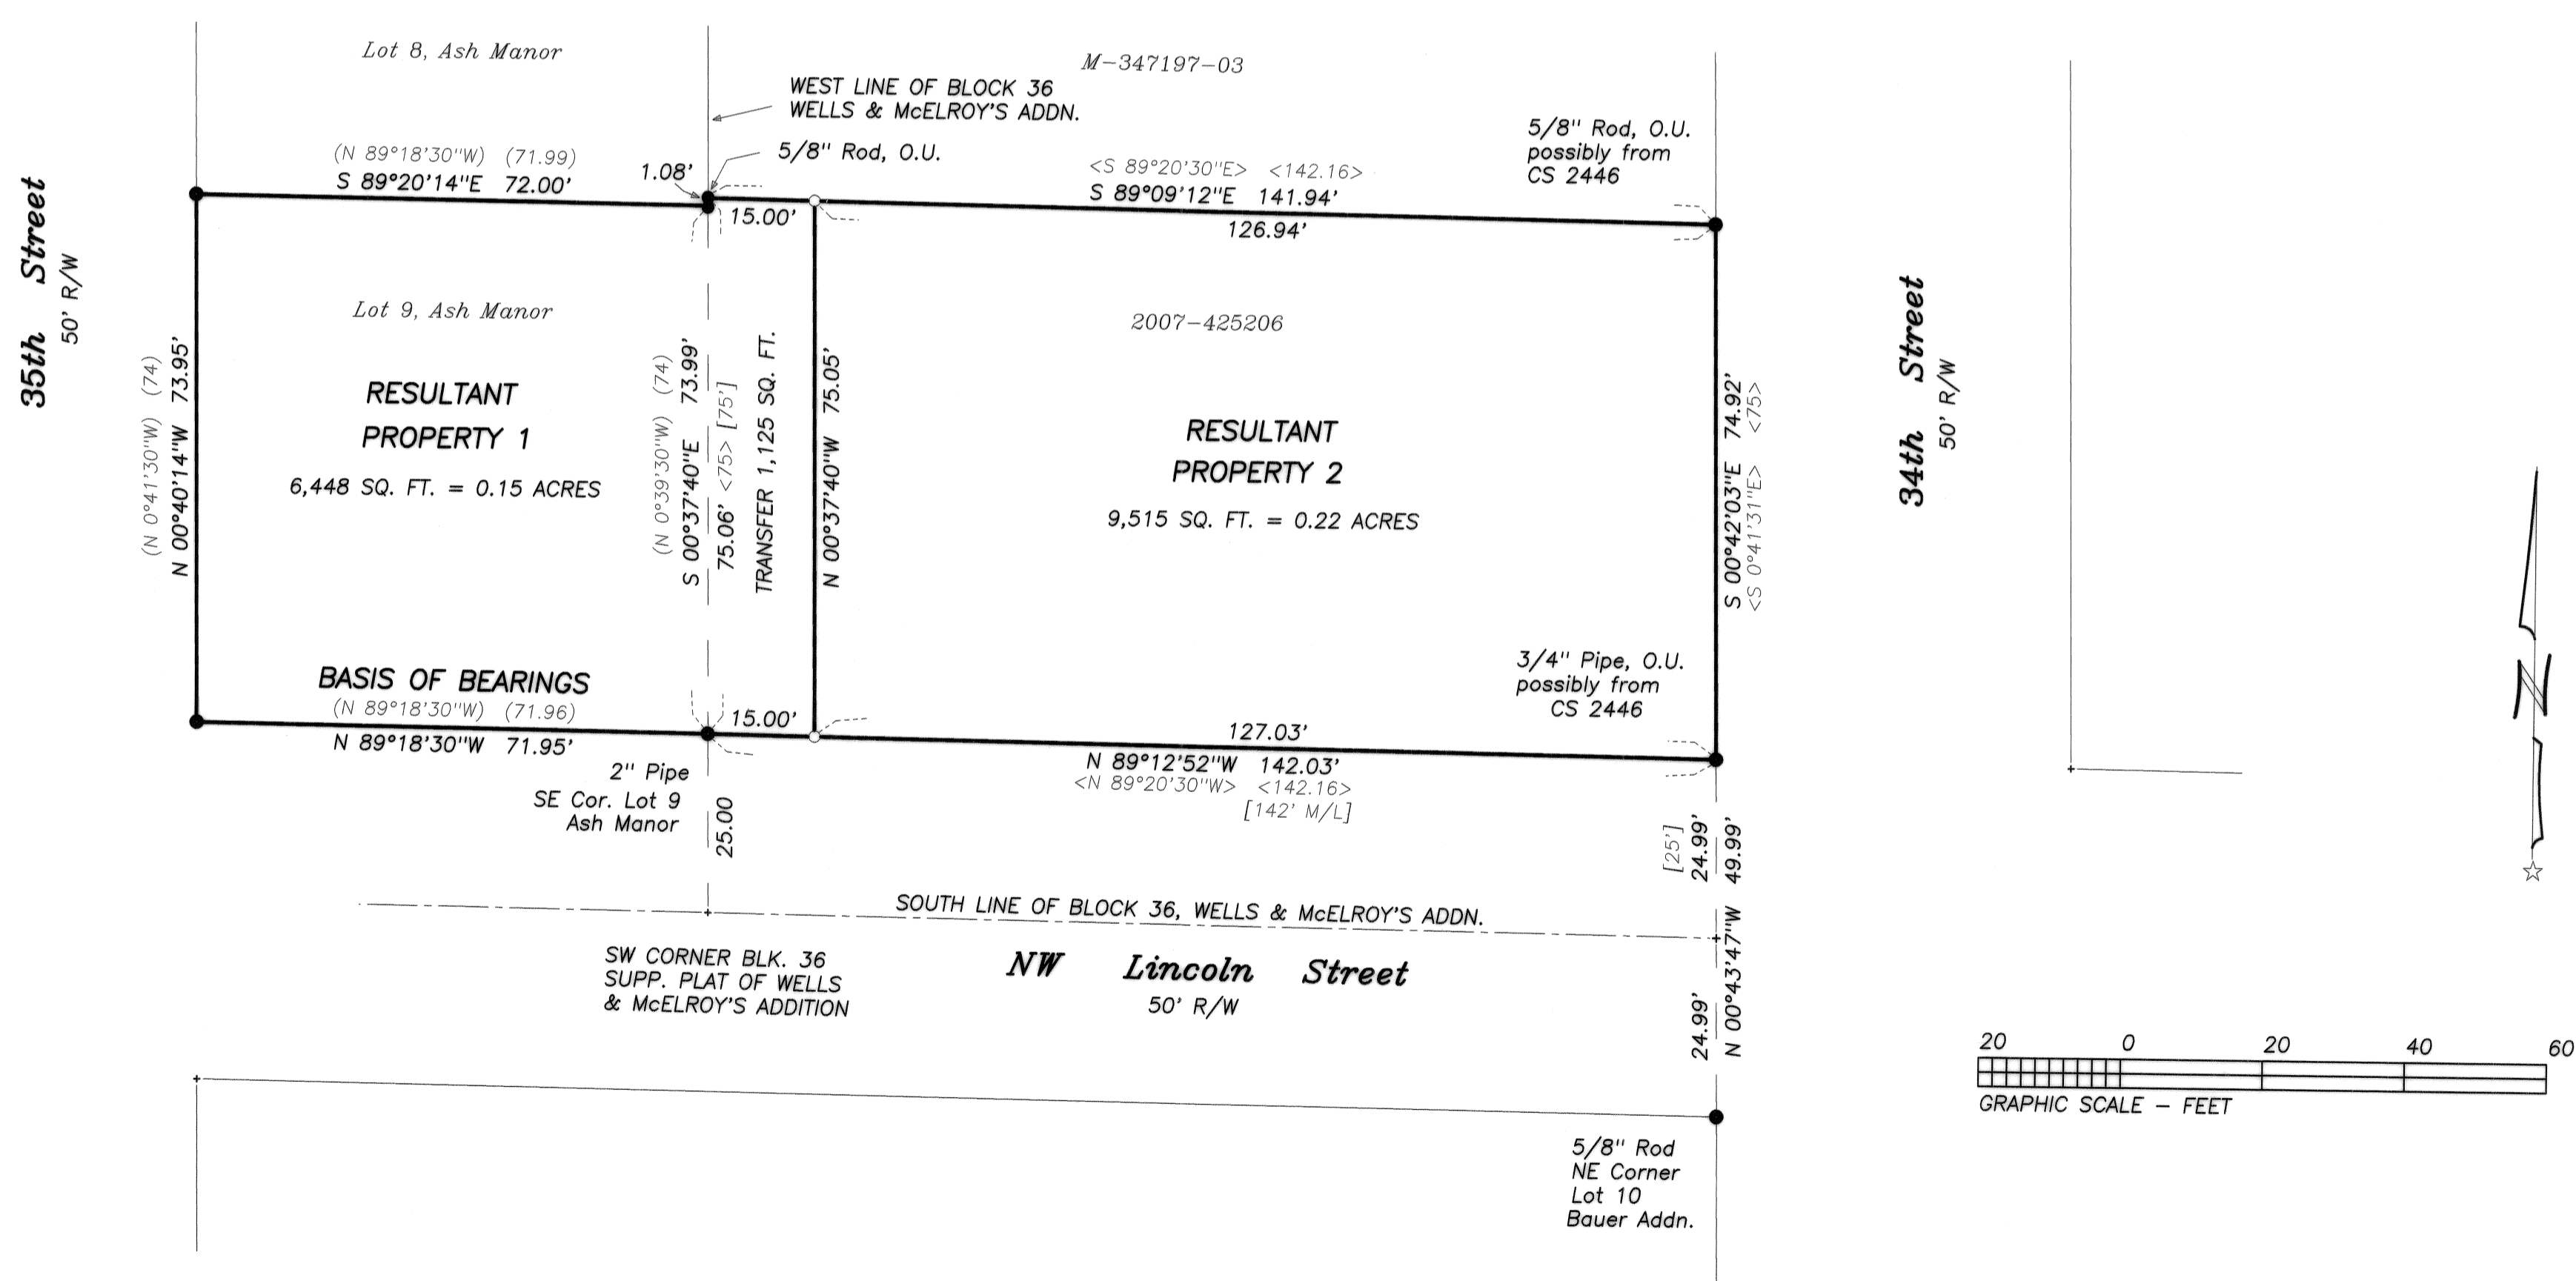 Lot 8, Ash Manor
M-347197-03
WEST LINE OF BLOCK 36
WELLS & McELROY'S ADDN.
5/8" Rod, O.U.
5/8" Rod, O.U.
possibly from
CS 2446
(N 89°18'30"W) (71.99)
S 89°20'14"E 72.00'
1.08'
15.00'
<S 89°20'30"E> <142.16>
S 89°09'12"E 141.94'
126.94'
35th Street
50' R/W
Lot 9, Ash Manor
2007-425206
34th Street
50' R/W
(N 0°41'30"W) (74)
N 00°40'14"W 73.95'
RESULTANT
PROPERTY 1
6,448 SQ. FT. = 0.15 ACRES
(N 0°39'30"W) (74)
S 00°37'40"E 73.99'
75.06' <75> [75']
TRANSFER 1,125 SQ. FT.
N 00°37'40"W 75.05'
RESULTANT
PROPERTY 2
9,515 SQ. FT. = 0.22 ACRES
S 00°42'03"E 74.92'
<S 0°41'31"E> <75>
BASIS OF BEARINGS
(N 89°18'30"W) (71.96)
N 89°18'30"W 71.95'
15.00'
127.03'
3/4" Pipe, O.U.
possibly from
CS 2446
N 89°12'52"W 142.03'
<N 89°20'30"W> <142.16>
[142' M/L]
2" Pipe
SE Cor. Lot 9
Ash Manor
25.00
[25']
24.99'
49.99'
N 00°43'47"W
24.99'
SOUTH LINE OF BLOCK 36, WELLS & McELROY'S ADDN.
SW CORNER BLK. 36
SUPP. PLAT OF WELLS
& McELROY'S ADDITION
NW Lincoln Street
50' R/W
N
20 0 20 40 60
GRAPHIC SCALE - FEET
5/8" Rod
NE Corner
Lot 10
Bauer Addn.